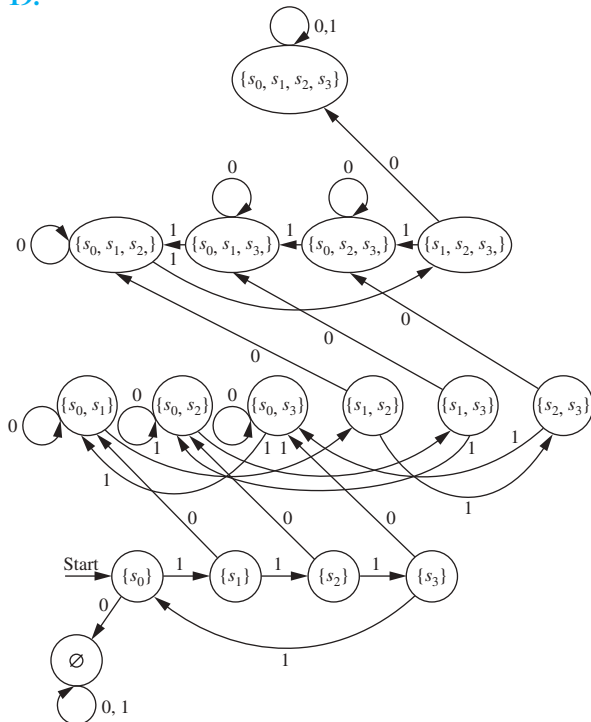 19.
0,1
{s0, s1, s2, s3}
0
0 0
0 {s0, s1, s2,} 1 {s0, s1, s3,} 1 {s0, s2, s3,} 1 {s1, s2, s3,}
1
0
0
0
0 {s0, s1} 0 {s0, s2} 0 {s0, s3} {s1, s2} {s1, s3} {s2, s3}
1 1 1 1 1
1 1
0 0 0
Start {s0} 1 {s1} 1 {s2} 1 {s3}
0
1
∅
0, 1